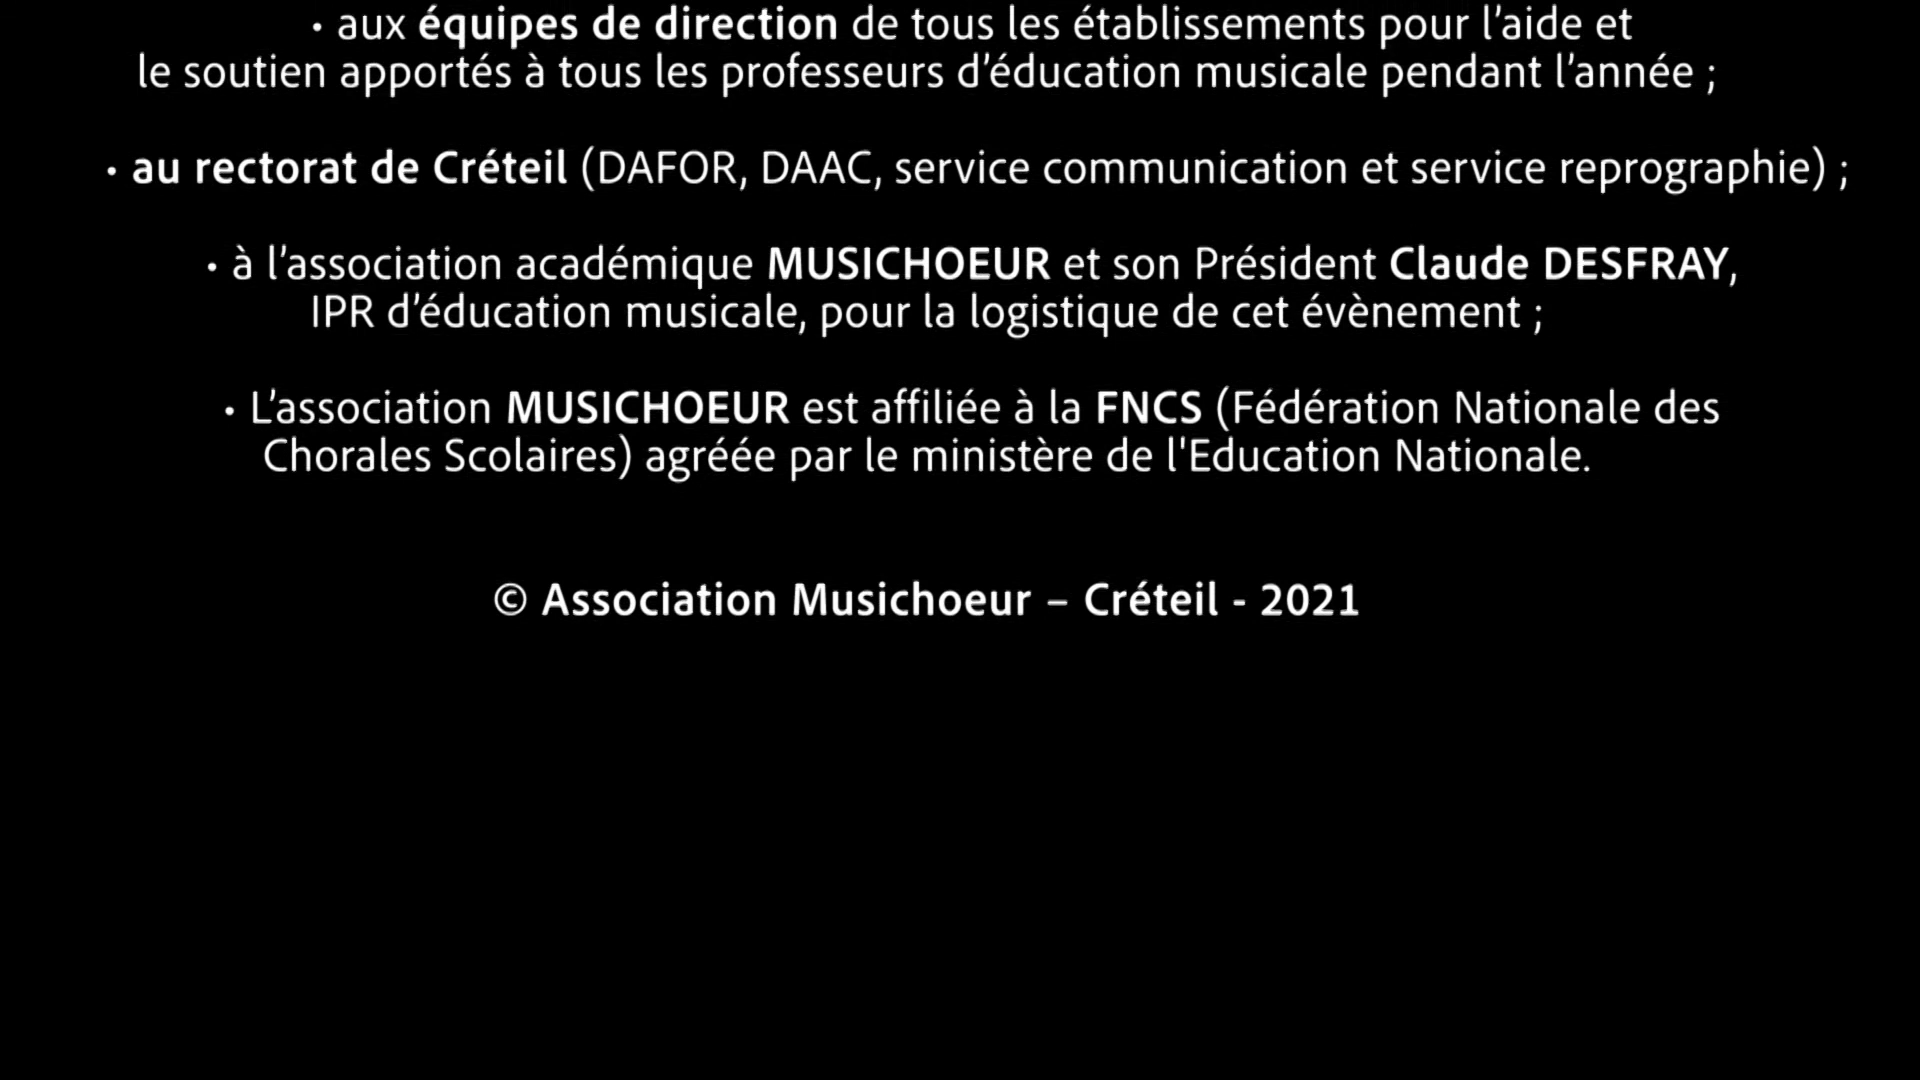 • aux équipes de direction de tous les établissements pour l’aide et
le soutien apportés à tous les professeurs d’éducation musicale pendant l’année ;
• au rectorat de Créteil (DAFOR, DAAC, service communication et service reprographie) ;
• à l’association académique MUSICHOEUR et son Président Claude DESFRAY,
IPR d’éducation musicale, pour la logistique de cet évènement ;
• L’association MUSICHOEUR est affiliée à la FNCS (Fédération Nationale des
Chorales Scolaires) agréée par le ministère de l'Education Nationale.
© Association Musichoeur – Créteil - 2021